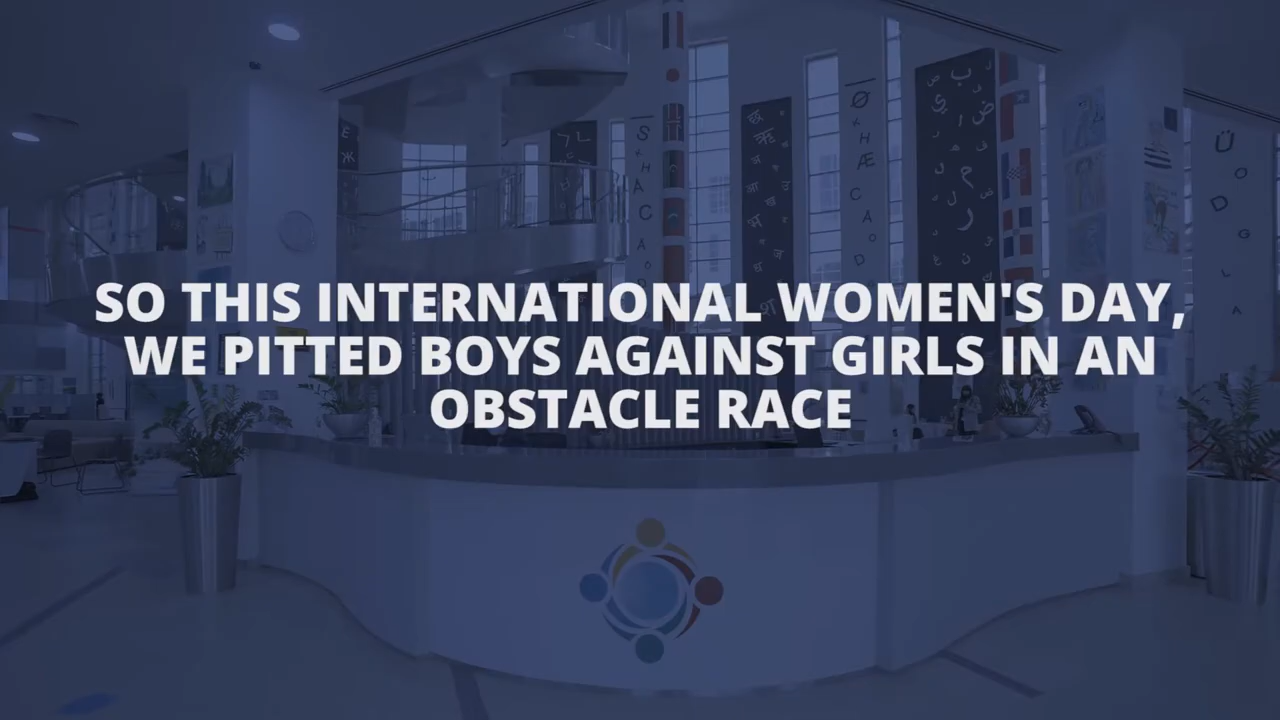 SO THIS INTERNATIONAL WOMEN'S DAY,
WE PITTED BOYS AGAINST GIRLS IN AN
OBSTACLE RACE